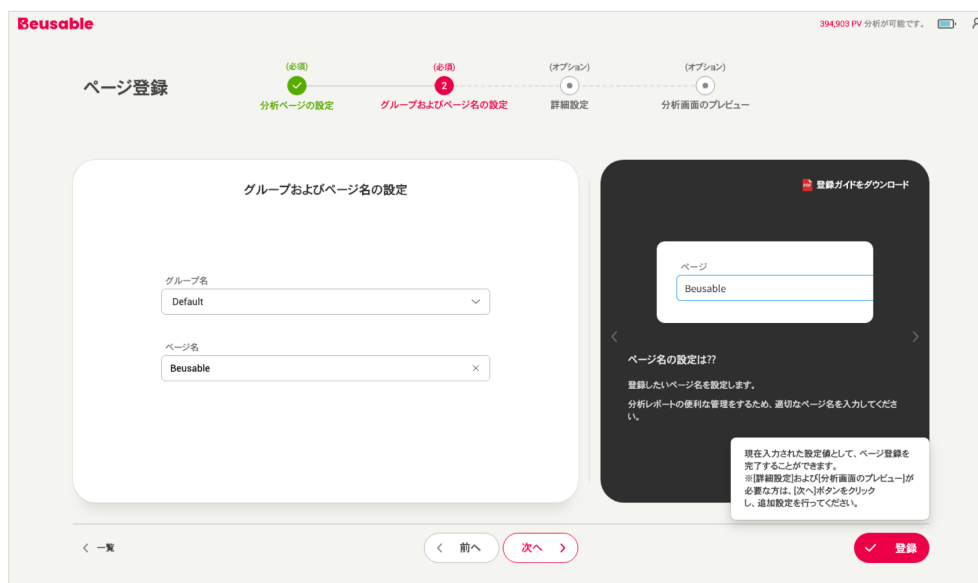 Beusable
394,903 PV 分析が可能です。
ページ登録
(必須)
分析ページの設定
(必須)
2
グループおよびページ名の設定
(オプション)
詳細設定
(オプション)
分析画面のプレビュー
グループおよびページ名の設定
グループ名
Default
ページ名
Beusable
PDF
登録ガイドをダウンロード
ページ
Beusable
ページ名の設定は??
登録したいページ名を設定します。
分析レポートの便利な管理をするため、適切なページ名を入力してくださ
い。
現在入力された設定値として、ページ登録を
完了することができます。
※[詳細設定]および[分析画面のプレビュー]が
必要な方は、[次へ]ボタンをクリック
し、追加設定を行ってください。
一覧
前へ
次へ
登録